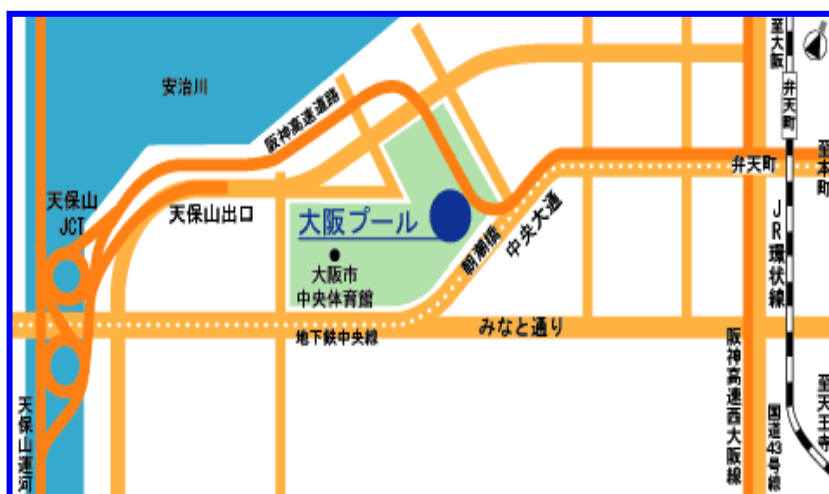 至大阪
安治川
弁天町
阪神高速道路
至本町
弁天町
天保山
JCT
天保山出口
大阪プール
中央大通
朝潮橋
JR環状線
大阪市
中央体育館
地下鉄中央線
みなと通り
阪神高速西大阪線
国道43号線
至天王寺
天保山運河